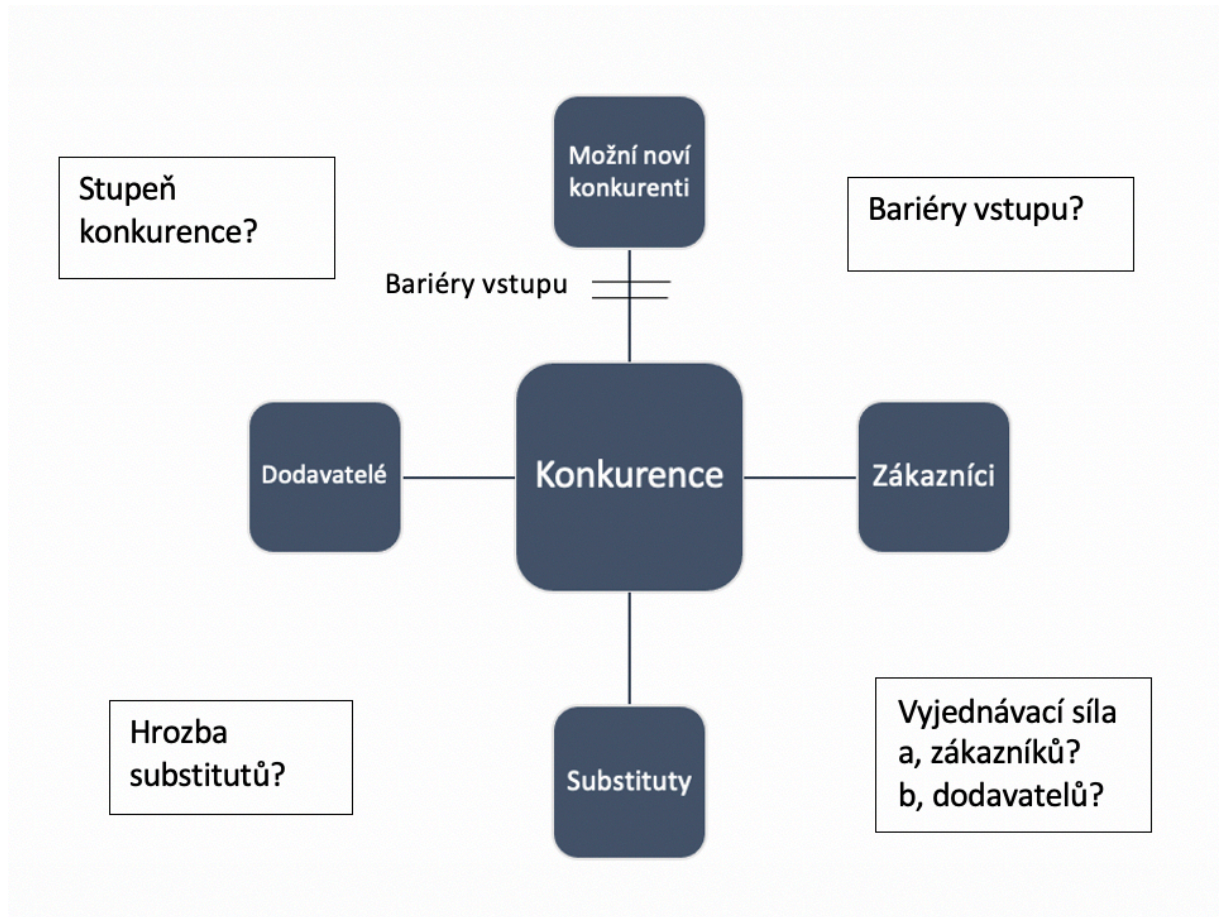 Možní noví
konkurenti
Stupeň
konkurence?
Bariéry vstupu?
Bariéry vstupu
Dodavatelé
Konkurence
Zákazníci
Hrozba
substitutů?
Substituty
Vyjednávací síla
a, zákazníků?
b, dodavatelů?